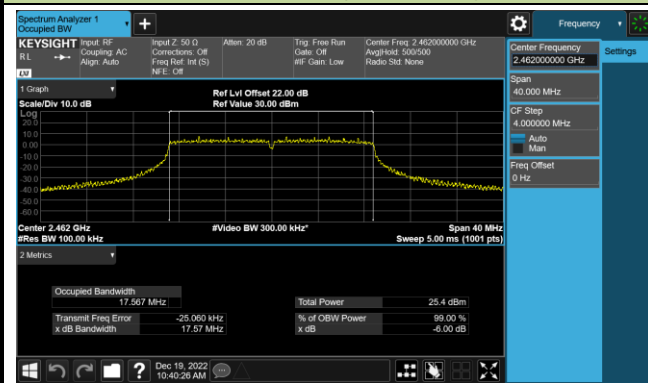 Spectrum Analyzer 1
Occupied BW
+
Frequency
KEYSIGHT
RL
LXI
Input: RF
Coupling: AC
Align: Auto
Input Z: 50 Ω
Corrections: Off
Freq Ref: Int (S)
NFE: Off
Atten: 20 dB
Trig: Free Run
Gate: Off
#IF Gain: Low
Center Freq: 2.462000000 GHz
Avg|Hold: 500/500
Radio Std: None
Center Frequency
2.462000000 GHz
Settings
Span
40.000 MHz
CF Step
4.000000 MHz
Auto
Man
Freq Offset
0 Hz
1 Graph
Scale/Div 10.0 dB
Ref Lvl Offset 22.00 dB
Ref Value 30.00 dBm
Log
20.0
10.0
0.00
-10.0
-20.0
-30.0
-40.0
-50.0
-60.0
Center 2.462 GHz
#Res BW 100.00 kHz
#Video BW 300.00 kHz*
Span 40 MHz
Sweep 5.00 ms (1001 pts)
2 Metrics
Occupied Bandwidth
17.567 MHz
Total Power 25.4 dBm
Transmit Freq Error -25.060 kHz
% of OBW Power 99.00 %
x dB Bandwidth 17.57 MHz
x dB -6.00 dB
?
Dec 19, 2022
10:40:26 AM